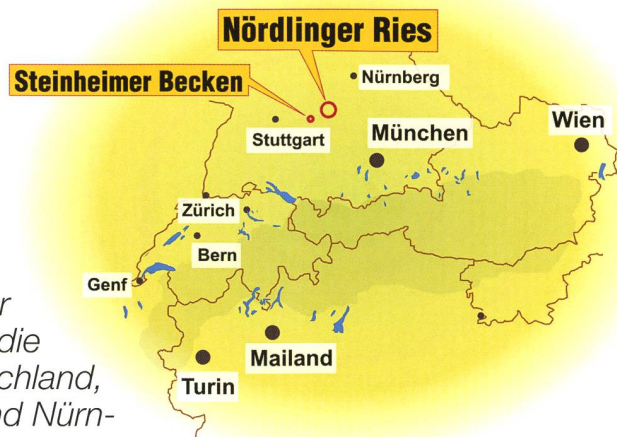 Nördlinger Ries
Steinheimer Becken
Nürnberg
Stuttgart
München
Wien
Zürich
Bern
Genf
Mailand
Turin
r
die
chland,
nd Nürn-